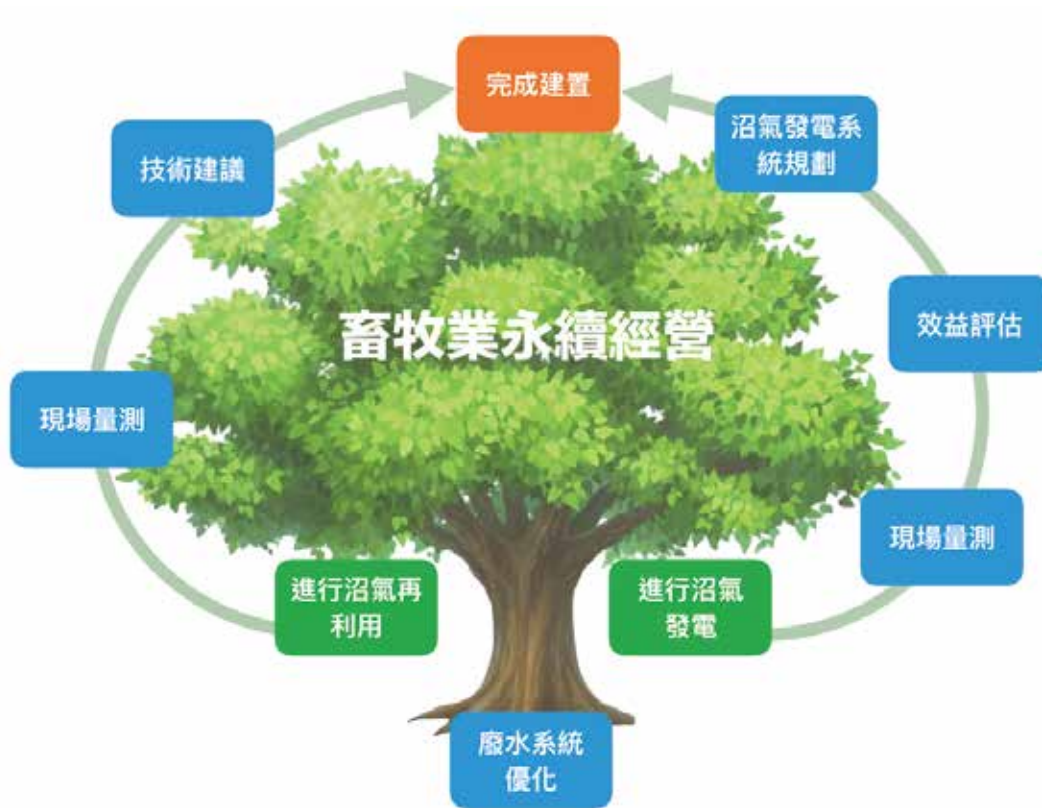 完成建置
沼氣發電系
統規劃
技術建議
畜牧業永續經營
效益評估
現場量測
現場量測
進行沼氣再
利用
進行沼氣
發電
廢水系統
優化